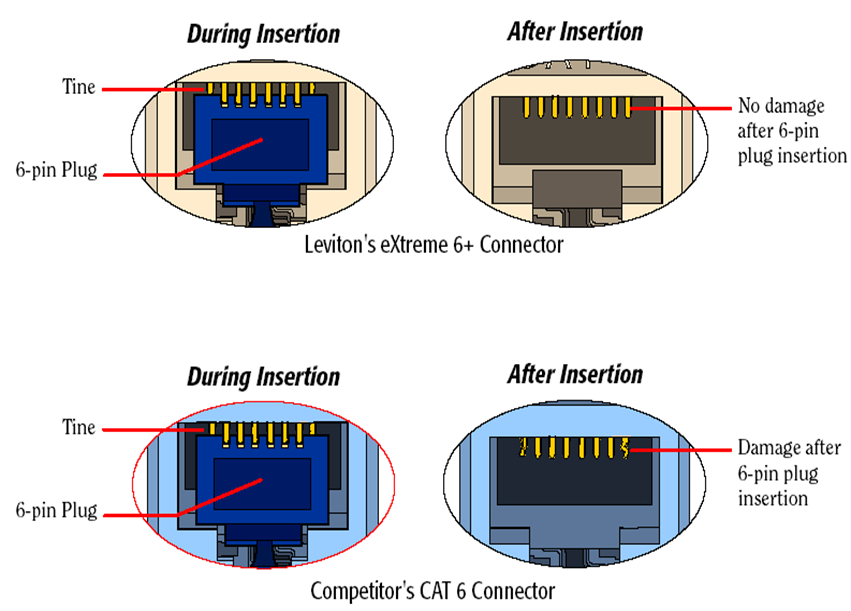 During Insertion
After Insertion
Tine
6-pin Plug
No damage
after 6-pin
plug insertion
Leviton's eXtreme 6+ Connector
During Insertion
After Insertion
Tine
6-pin Plug
Damage after
6-pin plug
insertion
Competitor's CAT 6 Connector